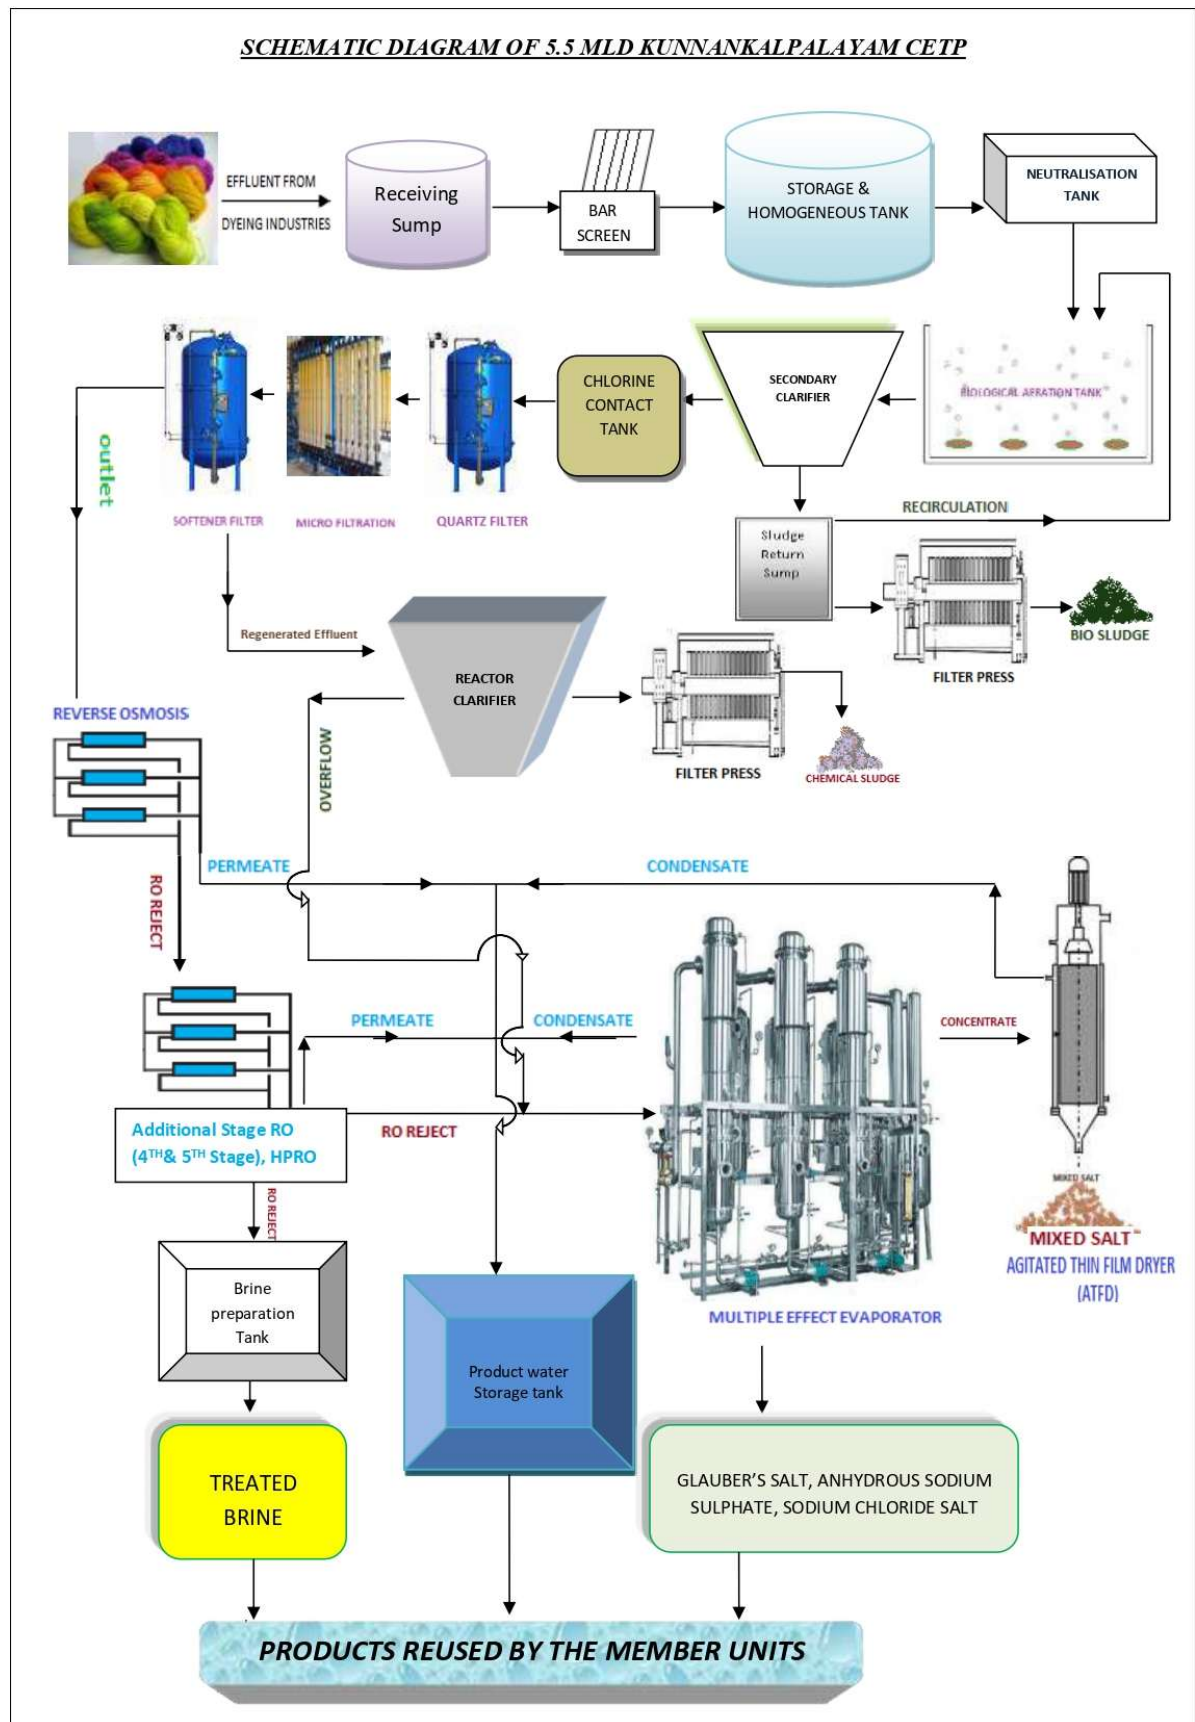 SCHEMATIC DIAGRAM OF 5.5 MLD KUNNANKALPALAYAM CETP
EFFLUENT FROM
DYEING INDUSTRIES
Receiving
Sump
BAR
SCREEN
STORAGE &
HOMOGENEOUS TANK
NEUTRALISATION
TANK
BIOLOGICAL AERATION TANK
SECONDARY
CLARIFIER
CHLORINE
CONTACT
TANK
QUARTZ FILTER
MICRO FILTRATION
SOFTENER FILTER
outlet
Sludge
Return
Sump
RECIRCULATION
FILTER PRESS
BIO SLUDGE
Regenerated Effluent
REACTOR
CLARIFIER
FILTER PRESS
CHEMICAL SLUDGE
OVERFLOW
REVERSE OSMOSIS
PERMEATE
CONDENSATE
RO REJECT
PERMEATE
CONDENSATE
CONCENTRATE
Additional Stage RO
(4TH& 5TH Stage), HPRO
RO REJECT
RO REJECT
MIXED SALT
MIXED SALT
AGITATED THIN FILM DRYER
(ATFD)
MULTIPLE EFFECT EVAPORATOR
Brine
preparation
Tank
Product water
Storage tank
TREATED
BRINE
GLAUBER'S SALT, ANHYDROUS SODIUM
SULPHATE, SODIUM CHLORIDE SALT
PRODUCTS REUSED BY THE MEMBER UNITS